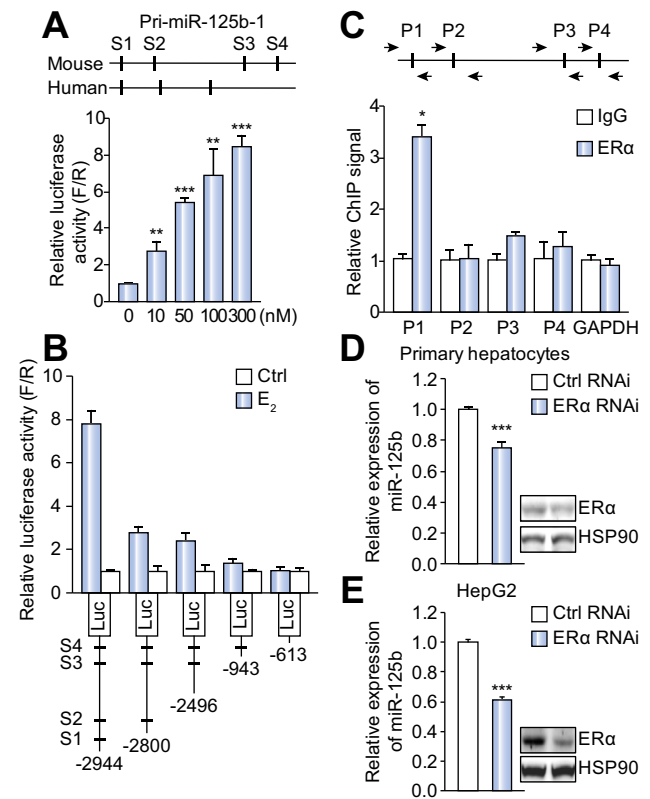 A
Pri-miR-125b-1
S1 S2 S3 S4
Mouse
Human
Relative luciferase
activity (F/R)
10
8
6
4
2
0
** *** ** ***
0 10 50 100 300 (nM)
B
Relative luciferase activity (F/R)
10
8
6
4
2
0
Ctrl
E2
Luc Luc Luc Luc Luc
S4
S3
S2
S1
-2944
-2800
-2496
-943
-613
C
P1 P2 P3 P4
Relative ChIP signal
4
3
2
1
0
*
IgG
ERα
P1 P2 P3 P4 GAPDH
D
Primary hepatocytes
Relative expression of
miR-125b
1.2
1.0
0.8
0.6
0.4
0.2
0.0
***
Ctrl RNAi
ERα RNAi
ERα
HSP90
E
HepG2
Relative expression
of miR-125b
1.2
1.0
0.8
0.6
0.4
0.2
0.0
***
Ctrl RNAi
ERα RNAi
ERα
HSP90